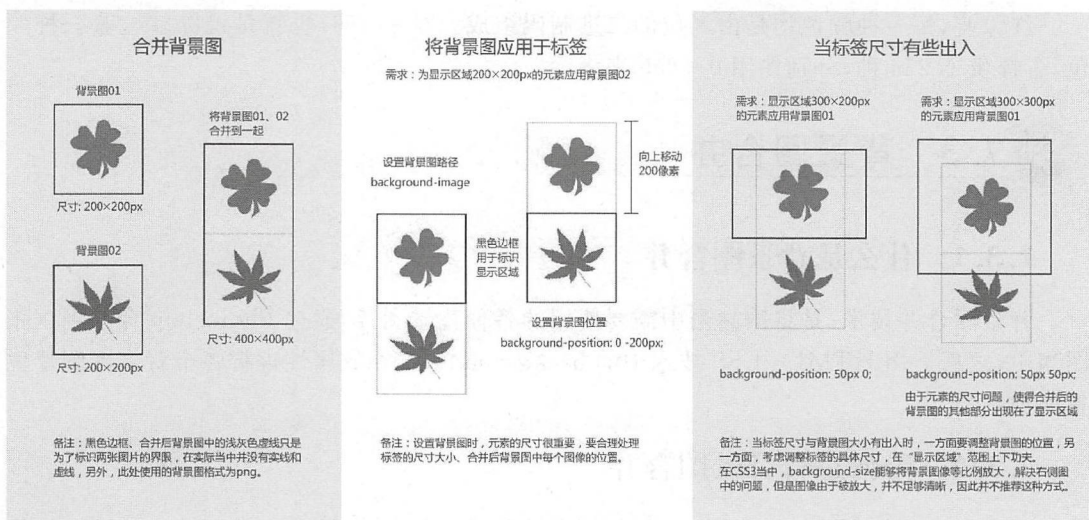 合并背景图
背景图01
尺寸: 200×200px
背景图02
尺寸: 200×200px
将背景图01、02
合并到一起
尺寸: 400×400px
备注：黑色边框、合并后背景图中的浅灰色虚线只是
为了标识两张图片的界限，在实际当中并没有实线和
虚线，另外，此处使用的背景图格式为png。
将背景图应用于标签
需求：为显示区域200×200px的元素应用背景图02
设置背景图路径
background-image
黑色边框
用于标识
显示区域
向上移动
200像素
设置背景图位置
background-position: 0 -200px;
备注：设置背景图时，元素的尺寸很重要，要合理处理
标签的尺寸大小、合并后背景图中每个图像的位置。
当标签尺寸有些出入
需求：显示区域300×200px
的元素应用背景图01
background-position: 50px 0;
需求：显示区域300×300px
的元素应用背景图01
background-position: 50px 50px;
由于元素的尺寸问题，使得合并后的
背景图的其他部分出现在了显示区域
备注：当标签尺寸与背景图大小有出入时，一方面要调整背景图的位置，另
一方面，考虑调整标签的具体尺寸，在“显示区域”范围上下功夫。
在CSS3当中，background-size能够将背景图像等比例放大，解决右侧图
中的问题，但是图像由于被放大，并不足够清晰，因此并不推荐这种方式。